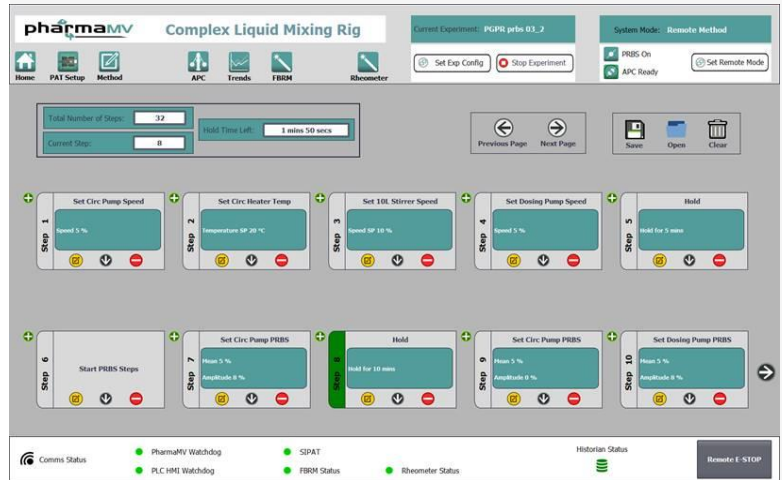 pharmaMV
Complex Liquid Mixing Rig
Current Experiment: PGPR prbs 03_2
System Mode: Remote Method
Set Exp Config
Stop Experiment
PRBS On
APC Ready
Set Remote Mode
Home
PAT Setup
Method
APC
Trends
FBRM
Rheometer
Total Number of Steps: 32
Current Step: 8
Hold Time Left: 1 mins 50 secs
Previous Page
Next Page
Save
Open
Clear
Step 1
Set Circ Pump Speed
Speed 5 %
Step 2
Set Circ Heater Temp
Temperature SP 20 °C
Step 3
Set 10L Stirrer Speed
Speed SP 10 %
Step 4
Set Dosing Pump Speed
Speed 5 %
Step 5
Hold
Hold for 5 mins
Step 6
Start PRBS Steps
Step 7
Set Circ Pump PRBS
Mean 5 %
Amplitude 8 %
Step 8
Hold
Hold for 10 mins
Step 9
Set Circ Pump PRBS
Mean 5 %
Amplitude 0 %
Step 10
Set Dosing Pump PRBS
Mean 5 %
Amplitude 8 %
Comms Status
PharmaMV Watchdog
PLC HMI Watchdog
SIPAT
FBRM Status
Rheometer Status
Historian Status
Remote E-STOP